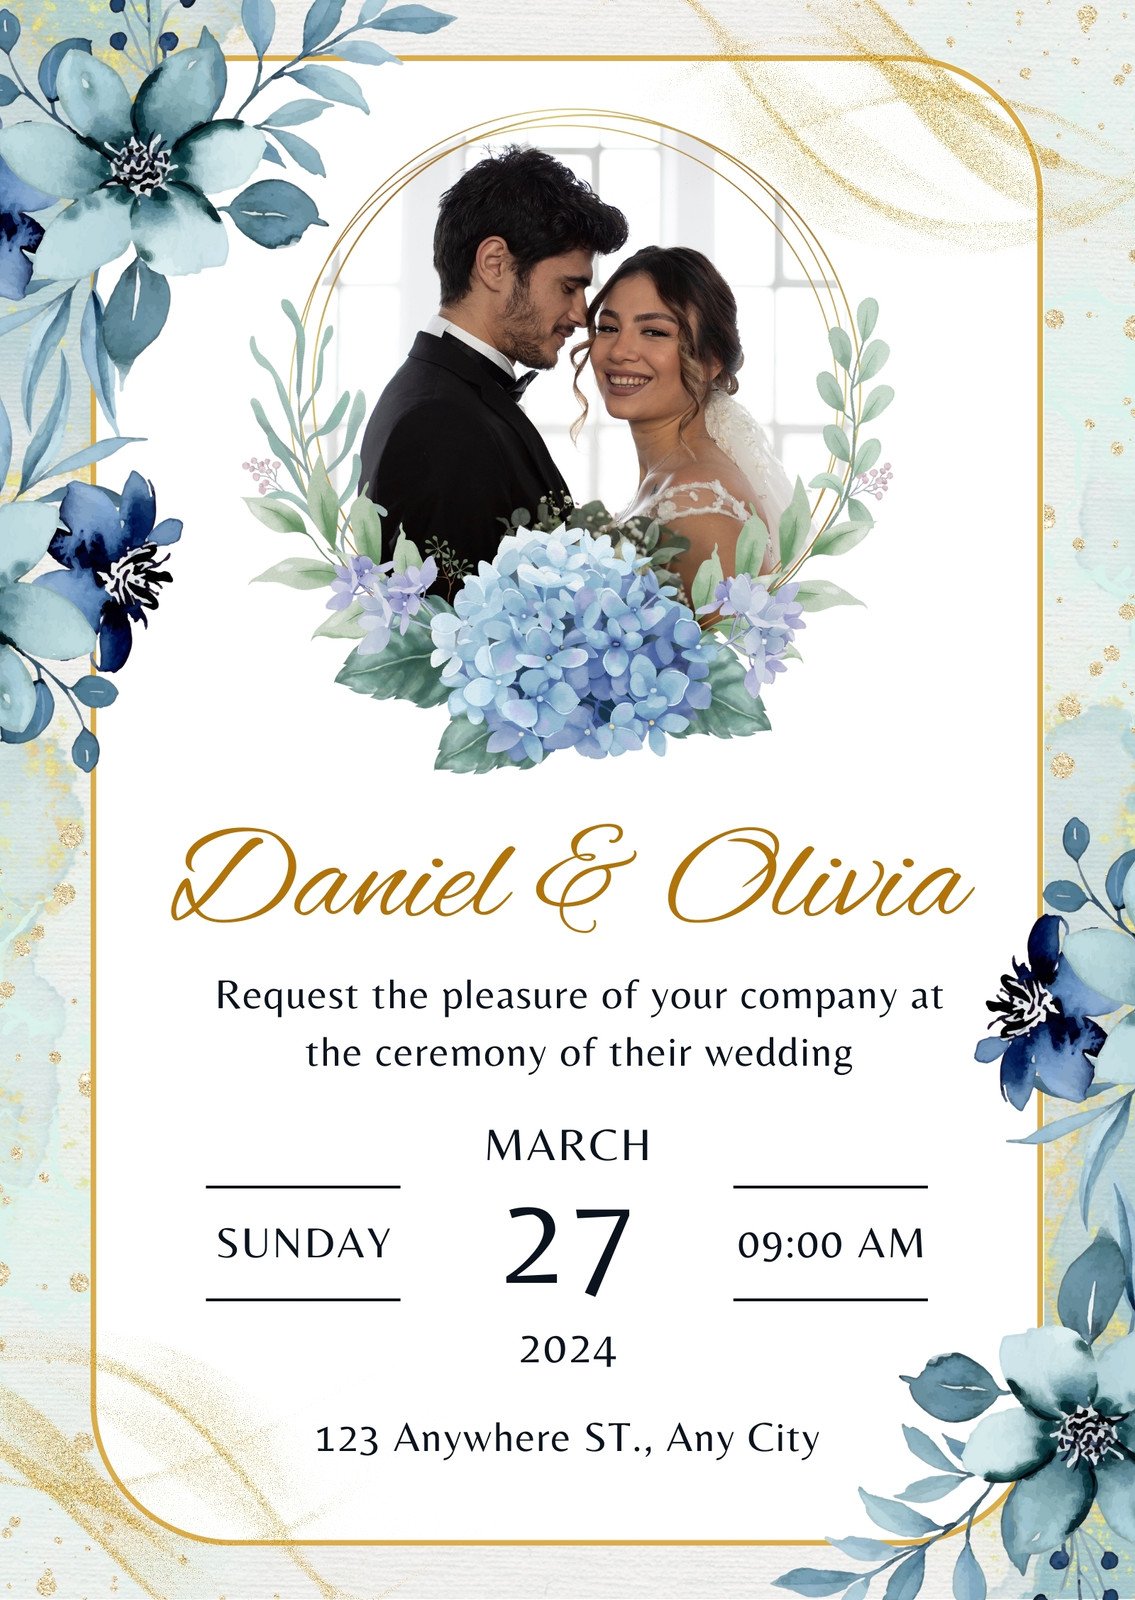 Daniel & Olivia
Request the pleasure of your company at
the ceremony of their wedding
MARCH
SUNDAY
27
09:00 AM
2024
123 Anywhere ST., Any City